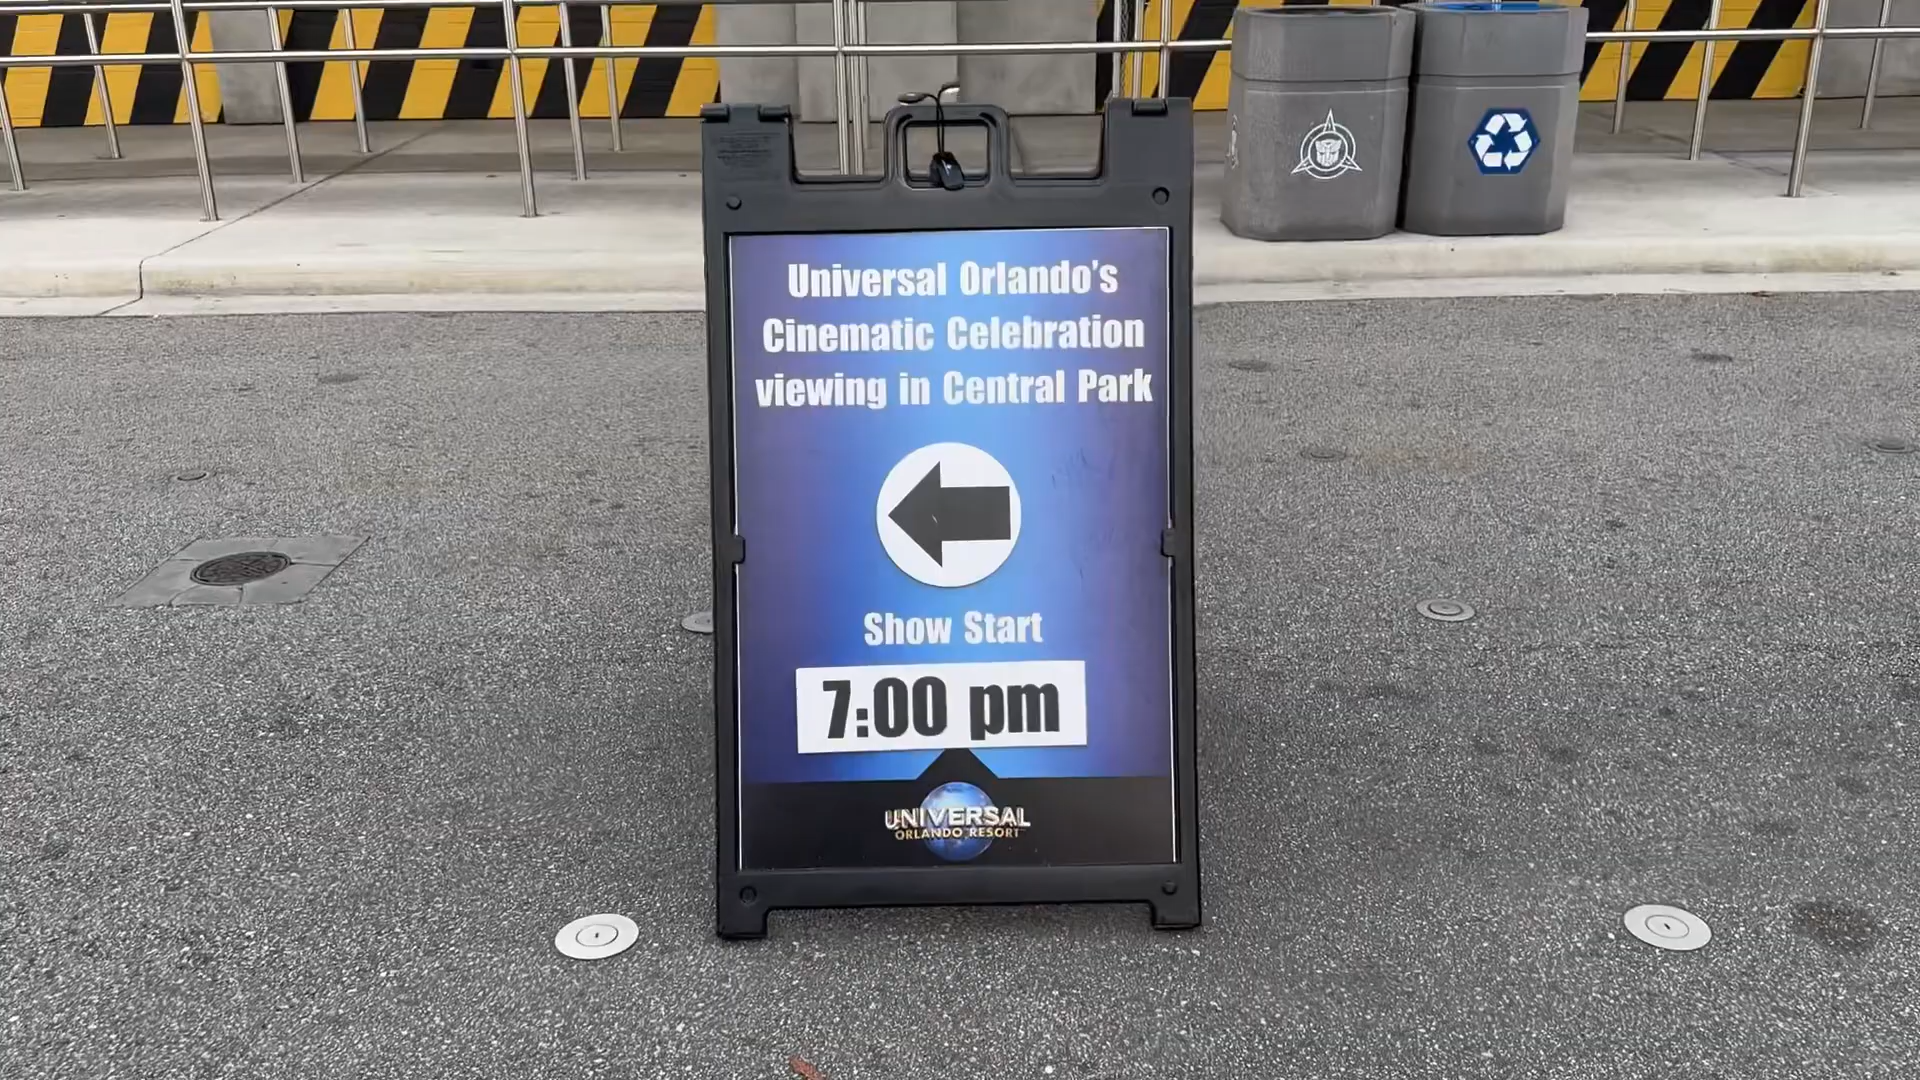 Universal Orlando's
Cinematic Celebration
viewing in Central Park
Show Start
7:00 pm
UNIVERSAL
ORLANDO RESORT